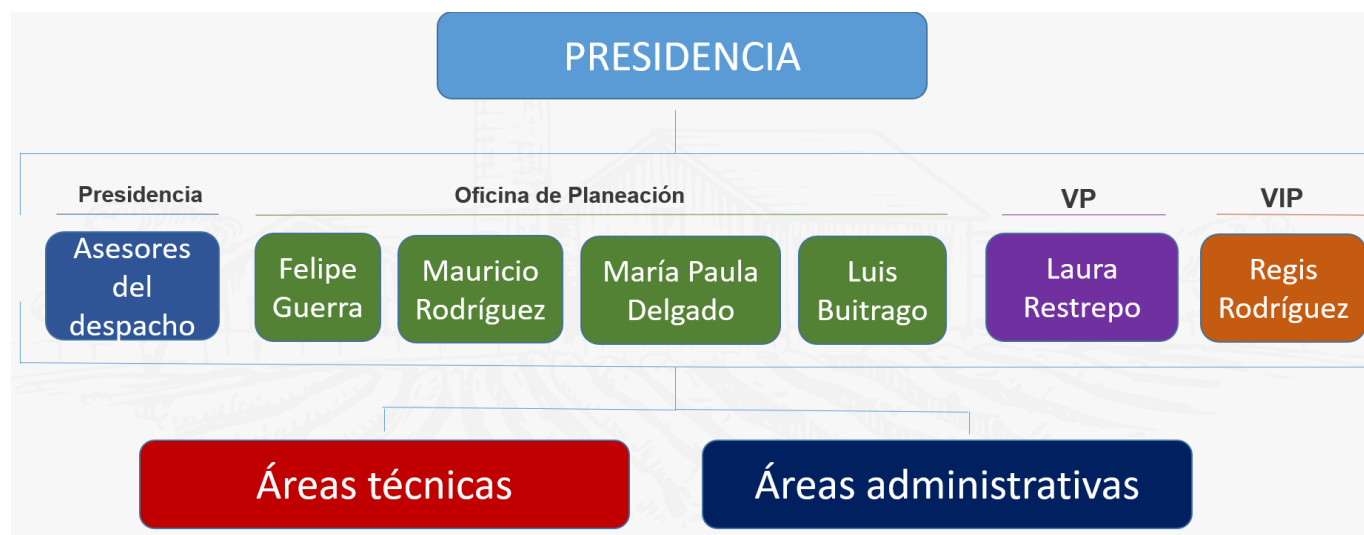 PRESIDENCIA
Presidencia
Oficina de Planeación
VP
VIP
Asesores
del
despacho
Felipe
Guerra
Mauricio
Rodríguez
María Paula
Delgado
Luis
Buitrago
Laura
Restrepo
Regis
Rodríguez
Áreas técnicas
Áreas administrativas